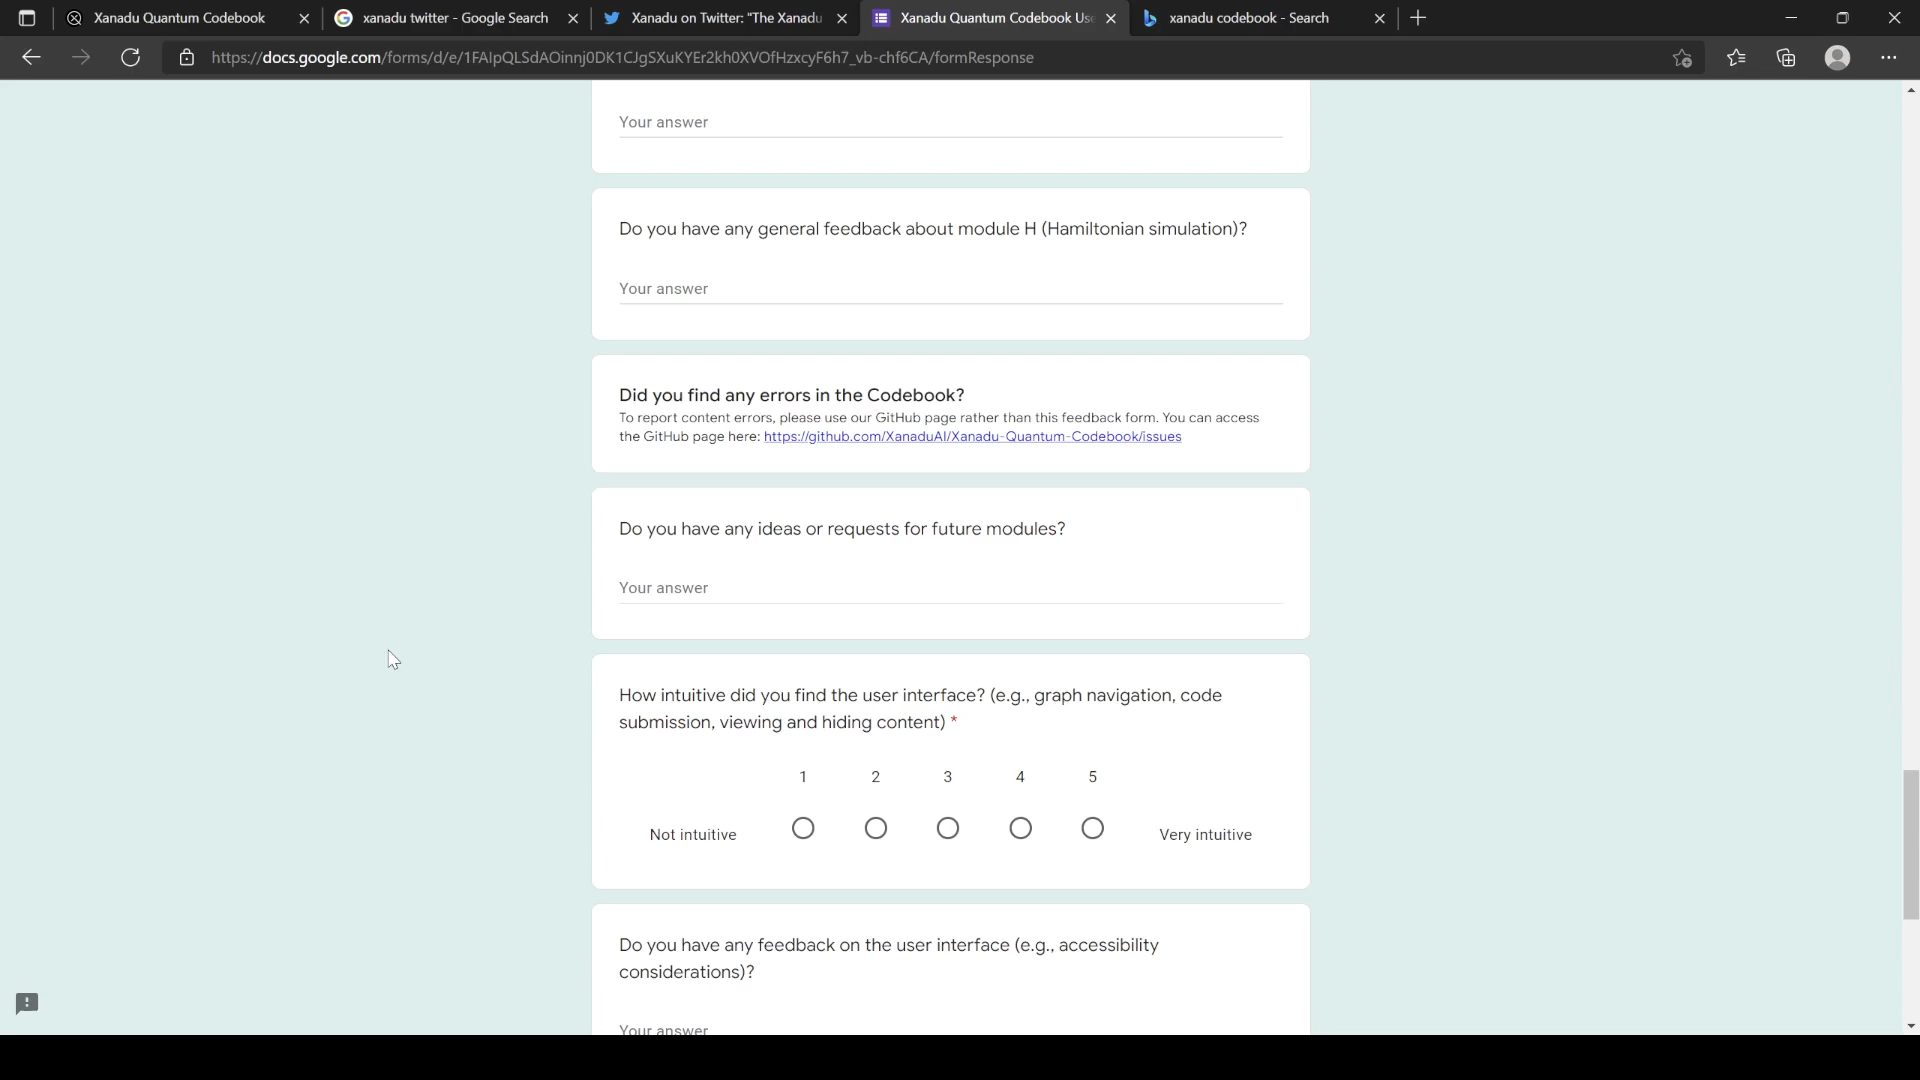 Xanadu Quantum Codebook
xanadu twitter - Google Search
Xanadu on Twitter: "The Xanadu
Xanadu Quantum Codebook Use
xanadu codebook - Search
https://docs.google.com/forms/d/e/1FAIpQLSdAOinnj0DK1CJgSXuKYEr2kh0XVOfHzxcyF6h7_vb-chf6CA/formResponse
Your answer
Do you have any general feedback about module H (Hamiltonian simulation)?
Your answer
Did you find any errors in the Codebook?
To report content errors, please use our GitHub page rather than this feedback form. You can access
the GitHub page here: https://github.com/XanaduAI/Xanadu-Quantum-Codebook/issues
Do you have any ideas or requests for future modules?
Your answer
How intuitive did you find the user interface? (e.g., graph navigation, code
submission, viewing and hiding content) *
1 2 3 4 5
Not intuitive
Very intuitive
Do you have any feedback on the user interface (e.g., accessibility
considerations)?
Your answer